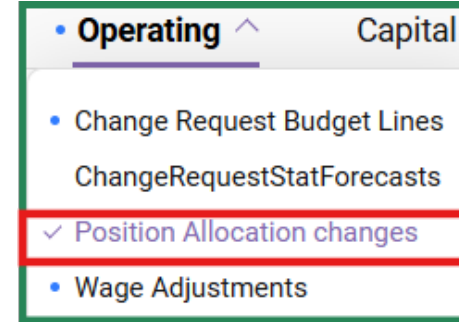 Operating Capital
Change Request Budget Lines
ChangeRequestStatForecasts
Position Allocation changes
Wage Adjustments